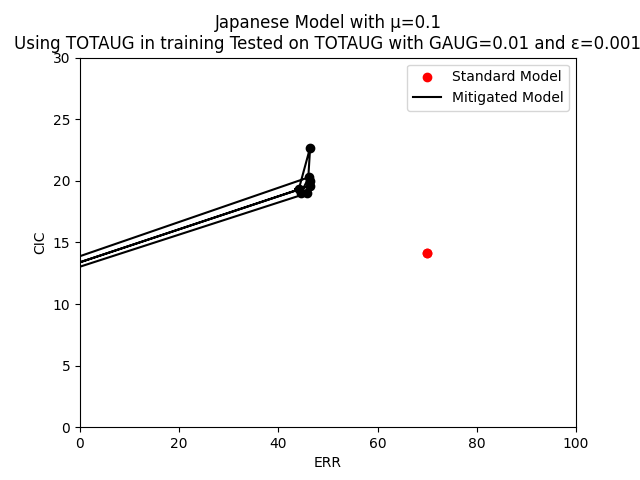 Japanese Model with μ=0.1
Using TOTAUG in training Tested on TOTAUG with GAUG=0.01 and ε=0.001
30
25
20
15
10
5
0
CIC
Standard Model
Mitigated Model
0 20 40 60 80 100
ERR